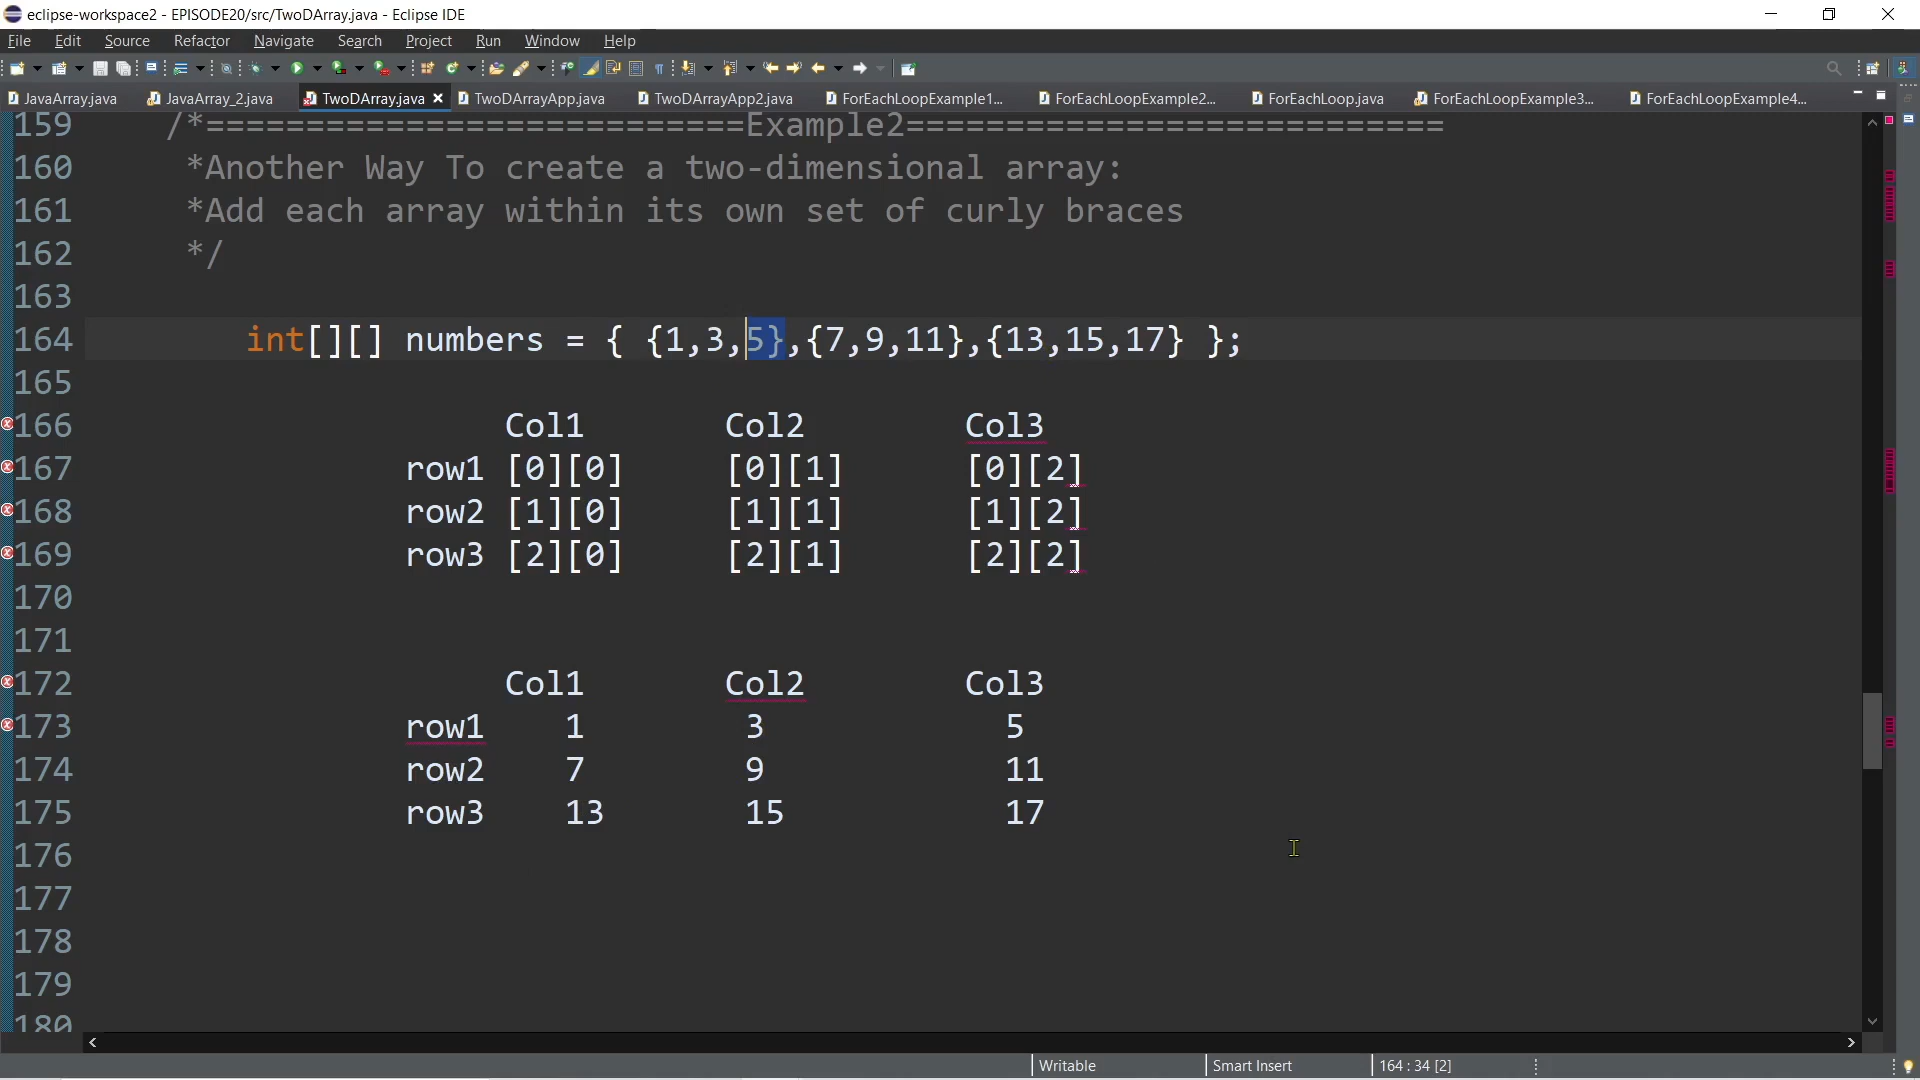 eclipse-workspace2 - EPISODE20/src/TwoDArray.java - Eclipse IDE
File Edit Source Refactor Navigate Search Project Run Window Help
JavaArray.java JavaArray_2.java TwoDArray.java TwoDArrayApp.java TwoDArrayApp2.java ForEachLoopExample1... ForEachLoopExample2... ForEachLoop.java ForEachLoopExample3... ForEachLoopExample4...
159 /*===========================Example2===========================
160 *Another Way To create a two-dimensional array:
161 *Add each array within its own set of curly braces
162 */
163
164 int[][] numbers = { {1,3,5},{7,9,11},{13,15,17} };
165
166 Col1 Col2 Col3
167 row1 [0][0] [0][1] [0][2]
168 row2 [1][0] [1][1] [1][2]
169 row3 [2][0] [2][1] [2][2]
170
171
172 Col1 Col2 Col3
173 row1 1 3 5
174 row2 7 9 11
175 row3 13 15 17
176
177
178
179
180
Writable Smart Insert 164 : 34 [2]